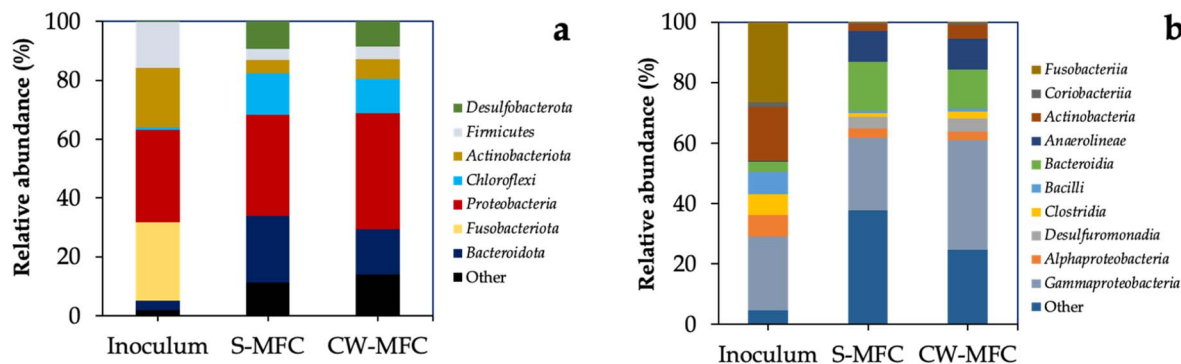 a
Relative abundance (%)
100
80
60
40
20
0
Inoculum S-MFC CW-MFC
Desulfobacterota
Firmicutes
Actinobacteriota
Chloroflexi
Proteobacteria
Fusobacteriota
Bacteroidota
Other
b
Relative abundance (%)
100
80
60
40
20
0
Inoculum S-MFC CW-MFC
Fusobacteriia
Coriobacteriia
Actinobacteria
Anaerolineae
Bacteroidia
Bacilli
Clostridia
Desulfuromonadia
Alphaproteobacteria
Gammaproteobacteria
Other